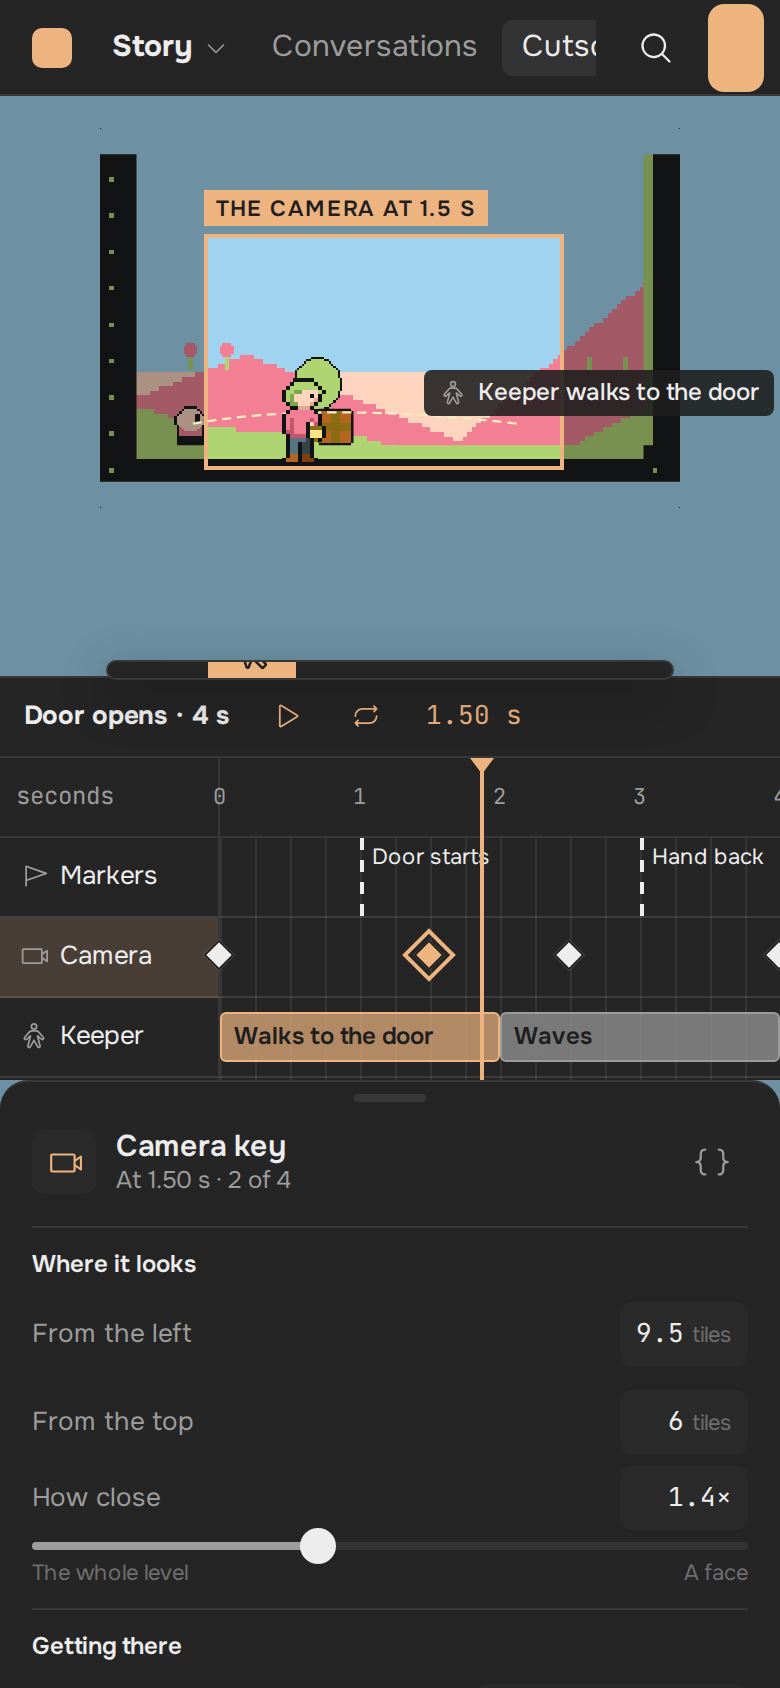 Story
Conversations
Cutsc
THE CAMERA AT 1.5 S
Keeper walks to the door
Door opens · 4 s
1.50 s
seconds 0 1 2 3 4
Markers
Door starts
Hand back
Camera
Keeper
Walks to the door
Waves
Camera key
At 1.50 s · 2 of 4
{ }
Where it looks
From the left
9.5 tiles
From the top
6 tiles
How close
1.4×
The whole level
A face
Getting there